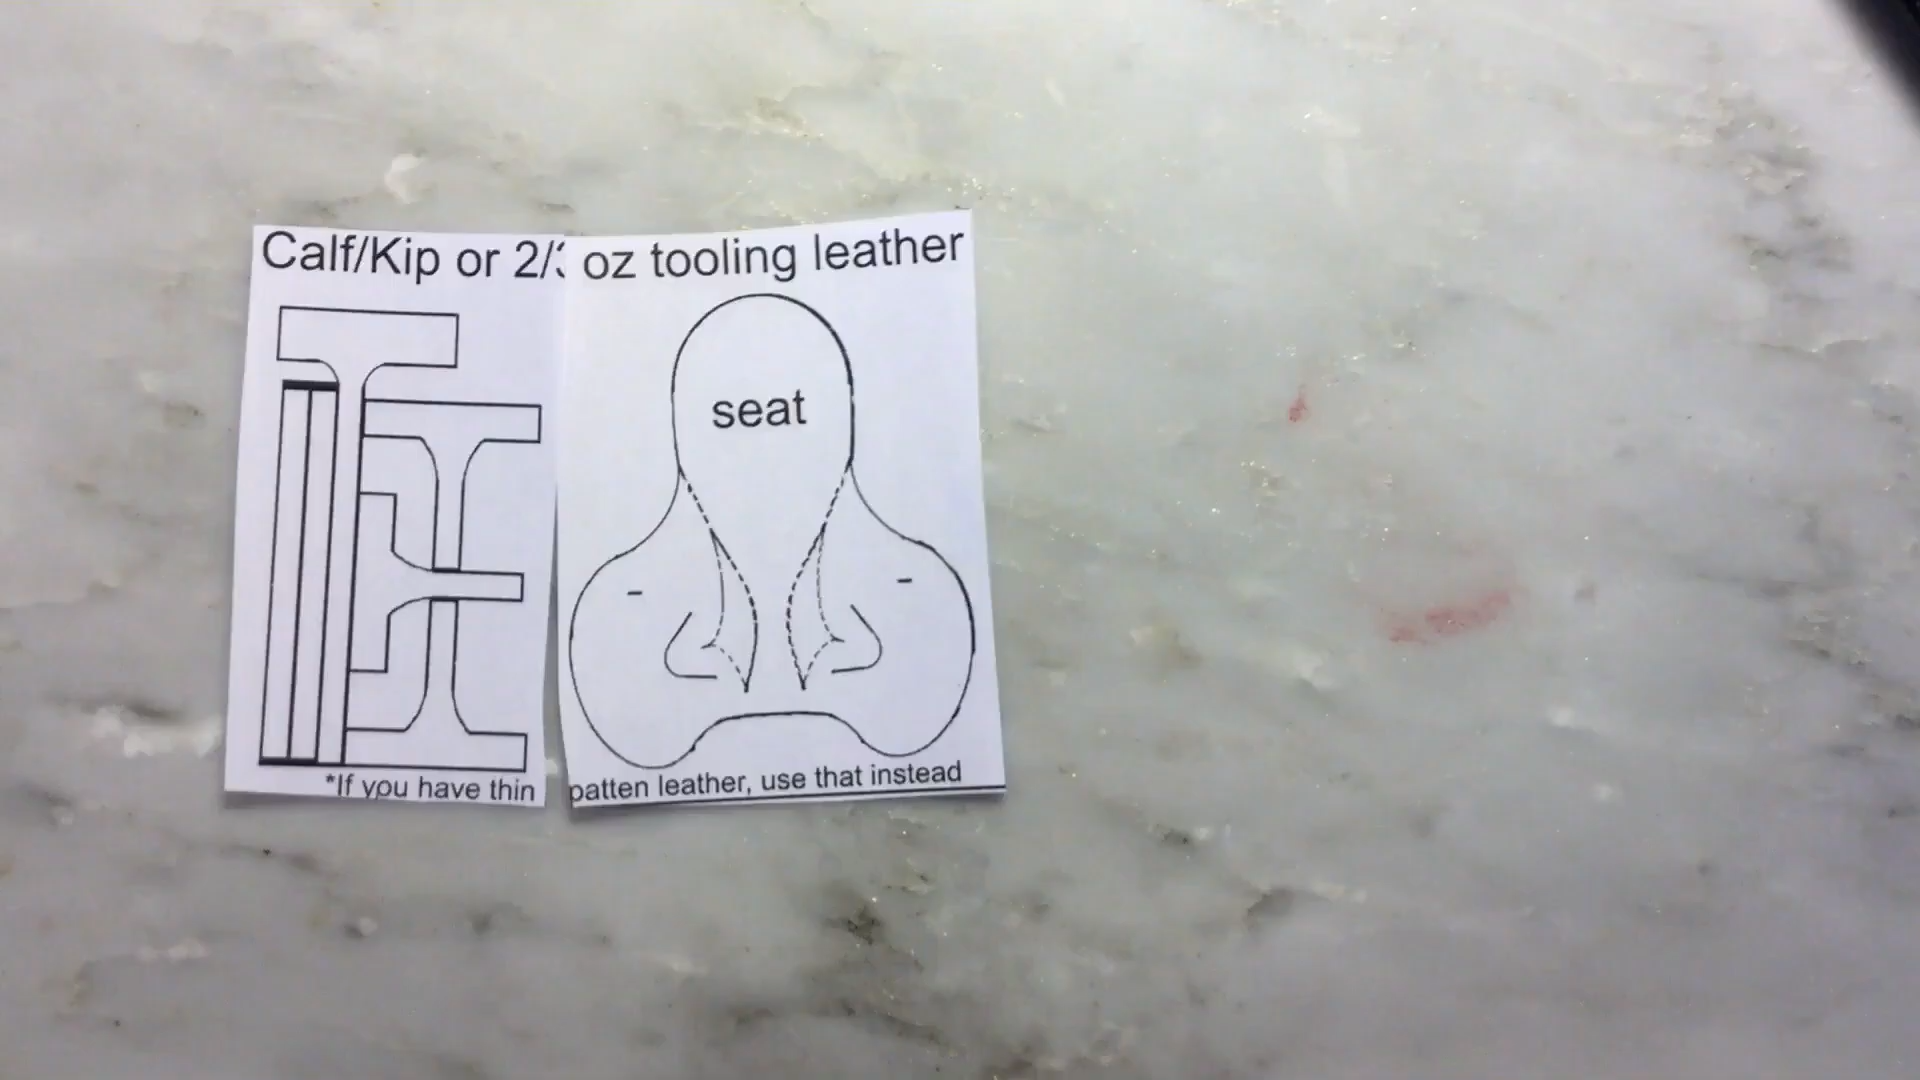 Calf/Kip or 2/3 oz tooling leather
seat
*If you have thin patten leather, use that instead